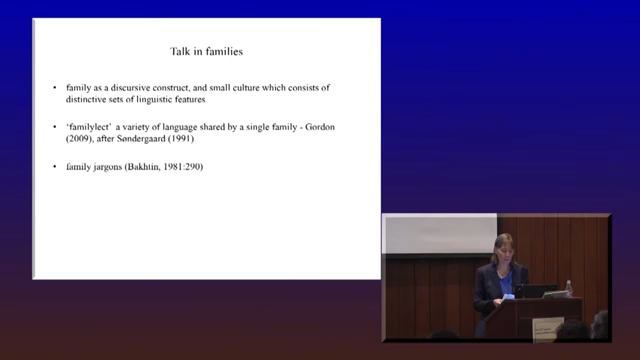 Talk in families
• family as a discursive construct, and small culture which consists of
distinctive sets of linguistic features
• 'familylect' a variety of language shared by a single family - Gordon
(2009), after Søndergaard (1991)
• family jargons (Bakhtin, 1981:290)